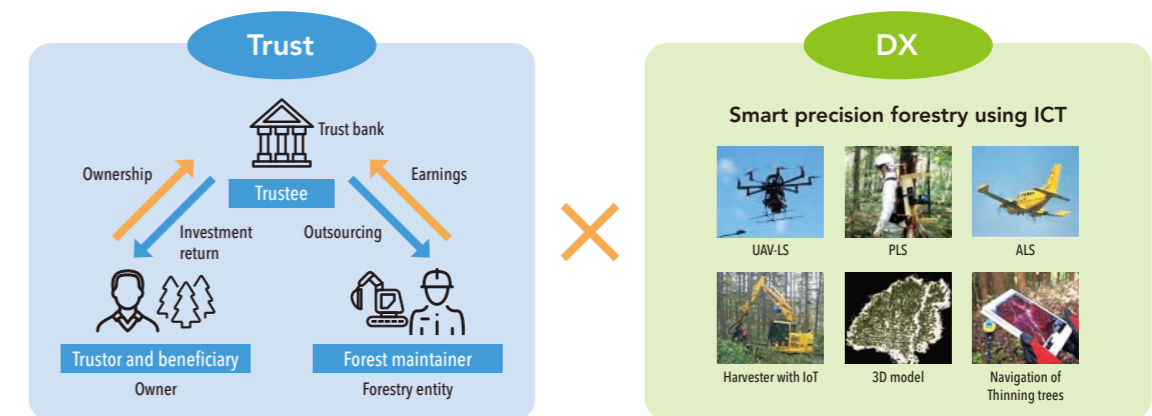 Trust
Trust bank
Ownership
Earnings
Trustee
Investment
return
Outsourcing
Trustor and beneficiary
Owner
Forest maintainer
Forestry entity
DX
Smart precision forestry using ICT
UAV-LS
PLS
ALS
Harvester with IoT
3D model
Navigation of
Thinning trees